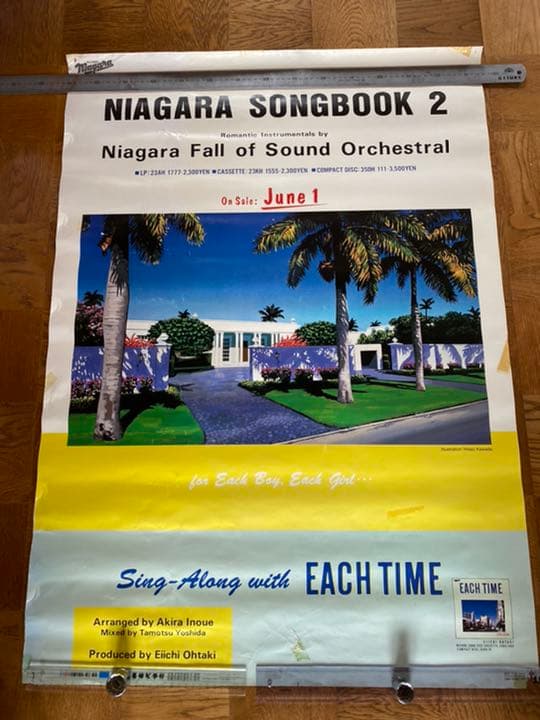 Niagara
NIAGARA SONGBOOK 2
Romantic Instrumentals by
Niagara Fall of Sound Orchestral
■LP: 23AH 1777-2,300YEN ■CASSETTE: 23KH 1555-2,300YEN ■COMPACT DISC: 35DH 111-3,500YEN
On Sale: June 1
for Each Boy, Each Girl···
Sing-Along with EACH TIME
EACH TIME
EIICHI OHTAKI
Arranged by Akira Inoue
Mixed by Tamotsu Yoshida
Produced by Eiichi Ohtaki